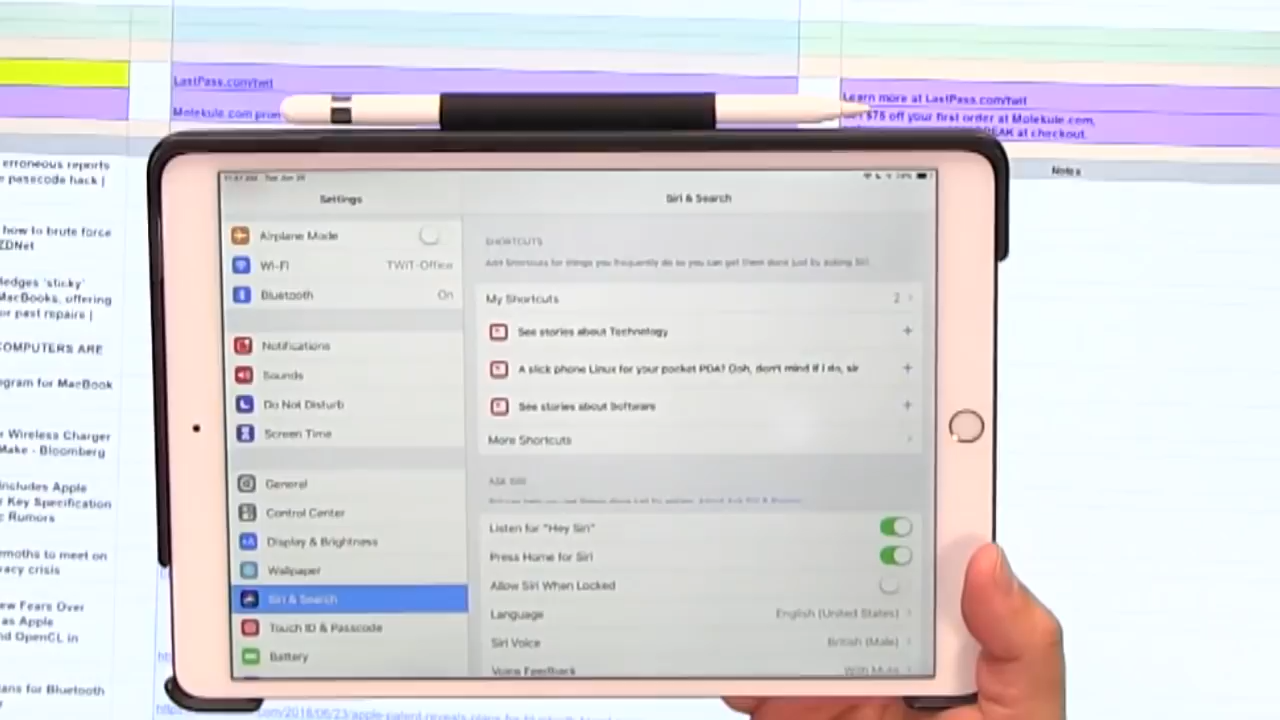 LastPass.com/twit
Learn more at LastPass.com/twit
Molekule.com
$75 off your first order at Molekule.com,
at checkout.
Notes
erroneous reports
passcode hack |
how to brute force
ZDNet
'sticky'
MacBooks, offering
or past repairs |
COMPUTERS ARE
for MacBook
Wireless Charger
Make - Bloomberg
includes Apple
Key Specification
Rumors
to meet on
crisis
ew Fears Over
as Apple
nd OpenGL in
ans for Bluetooth
Settings
Airplane Mode
Wi-Fi TWiT-Office
Bluetooth On
Notifications
Sounds
Do Not Disturb
Screen Time
General
Control Center
Display & Brightness
Wallpaper
Siri & Search
Touch ID & Passcode
Battery
Siri & Search
SHORTCUTS
Add Shortcuts for things you frequently do so you can get them done just by asking Siri.
My Shortcuts 2
See stories about Technology
A slick phone Linux for your pocket PDA? Ooh, don't mind if I do, sir
See stories about Software
More Shortcuts
ASK SIRI
Listen for "Hey Siri"
Press Home for Siri
Allow Siri When Locked
Language English (United States)
Siri Voice British (Male)
Voice Feedback